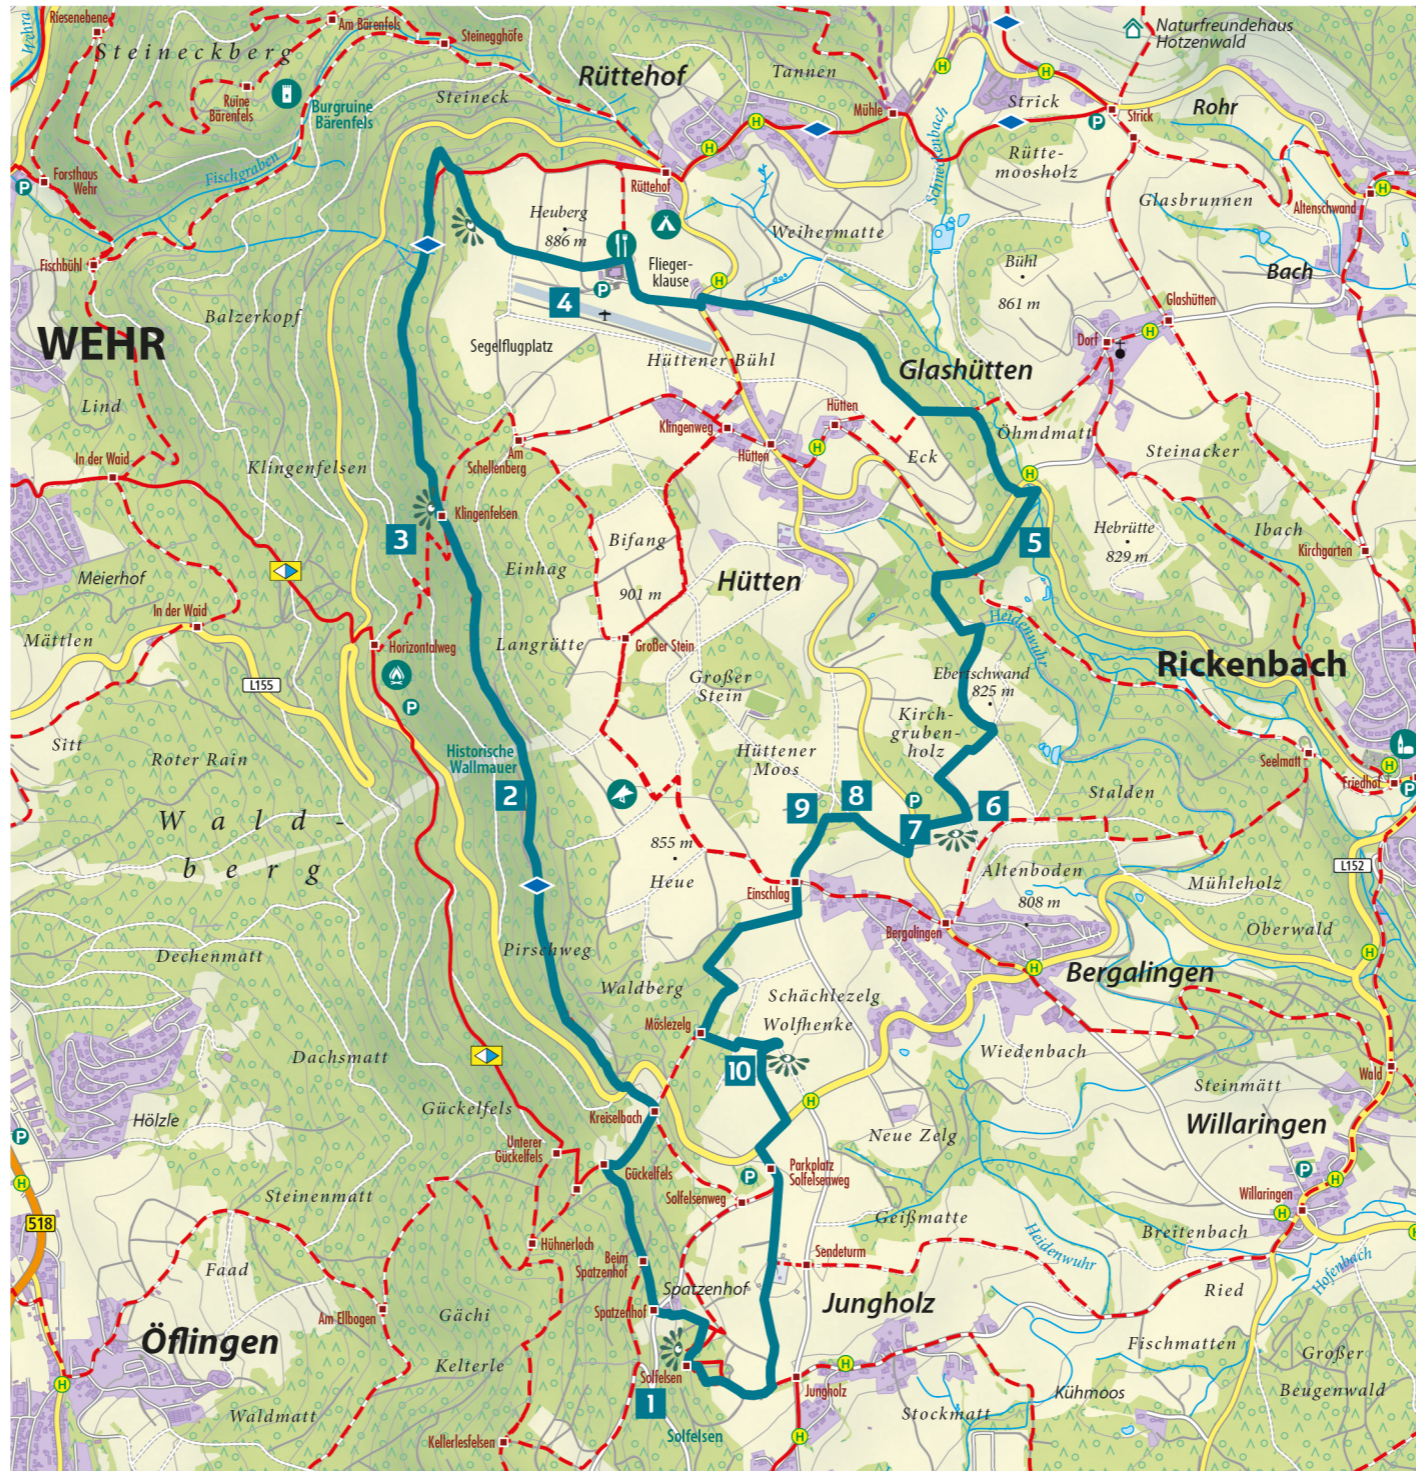 Riesenebene
Am Bärenfels
Steinegghöfe
Naturfreundehaus
Hotzenwald
Wehra
Steineckberg
Rüttehof
Tannen
Ruine
Bärenfels
Burgruine
Bärenfels
Steineck
Mühle
Strick
Strick
Rohr
H
H
H
H
P
Schneckenbach
Rütte-
moosholz
Forsthaus
Wehr
P
Fischgraben
Rüttehof
Glasbrunnen
Altenschwand
H
Heuberg
886 m
Weihermatte
Fischbühl
Flieger-
klause
Bühl
861 m
Bach
P
4
H
Balzerkopf
Glashütten
WEHR
Segelflugplatz
Hüttener Bühl
Dorf
H
Glashütten
Lind
Klingenweg
Hütten
Öhmdmatt
Am
Schellenberg
Hütten
H
Eck
Steinacker
In der Waid
Klingenfelsen
H
Klingenfelsen
3
Bifang
5
Hebrütte
829 m
Ibach
Kirchgarten
Meierhof
Einhag
Hütten
901 m
In der Waid
Mättlen
Horizontalweg
Langrütte
Großer Stein
Heidenwuhr
Rickenbach
L155
P
Großer
Stein
Ebertschwand
825 m
Sitt
Roter Rain
Historische
Wallmauer
Hüttener
Moos
Kirch-
gruben-
holz
Seelmatt
H
Friedhof
P
2
Stalden
9
8
P
6
7
Wald-
berg
855 m
Heue
L152
Einschlag
Altenboden
808 m
Mühleholz
Bergalingen
Oberwald
Dechenmatt
Pirschweg
H
Bergalingen
H
Waldberg
Schächlezelg
Wolfhenke
Möslezelg
Dachsmatt
10
Wiedenbach
Wald
Steinmätt
Gückelfels
Kreiselbach
H
Hölzle
P
Neue Zelg
Willaringen
Unterer
Gückelfels
Gückelfels
P
Parkplatz
Solfelsenweg
P
H
H
Steinenmatt
Solfelsenweg
Willaringen
H
H
518
Geißmatte
Breitenbach
Hühnerloch
Beim
Spatzenhof
Sendeturm
Heidenwuhr
Hofenbach
Faad
Spatzenhof
Ried
Am Ellbogen
Gächi
Spatzenhof
Jungholz
Öflingen
Fischmatten
Großer
Beugenwald
Kelterle
Solfelsen
H
H
Jungholz
Kühmoos
1
Waldmatt
Stockmatt
Kellerlesfelsen
Solfelsen
H